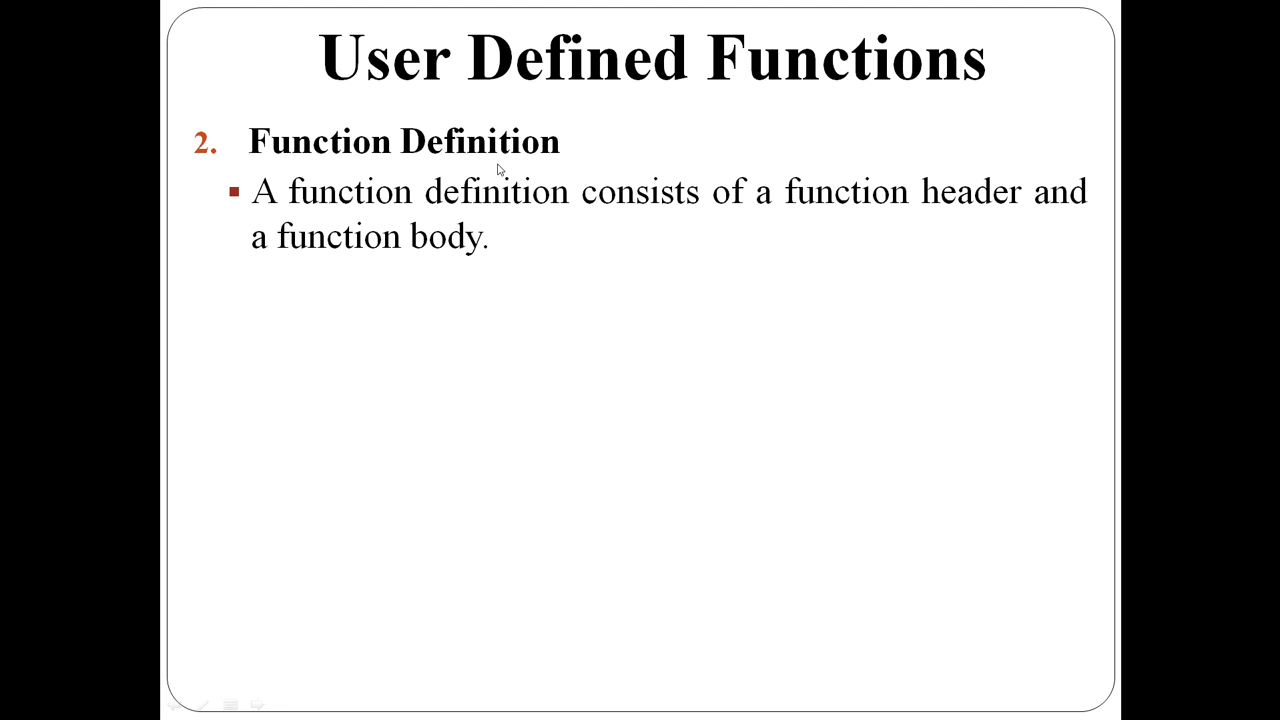 User Defined Functions
2. Function Definition
▪ A function definition consists of a function header and
a function body.